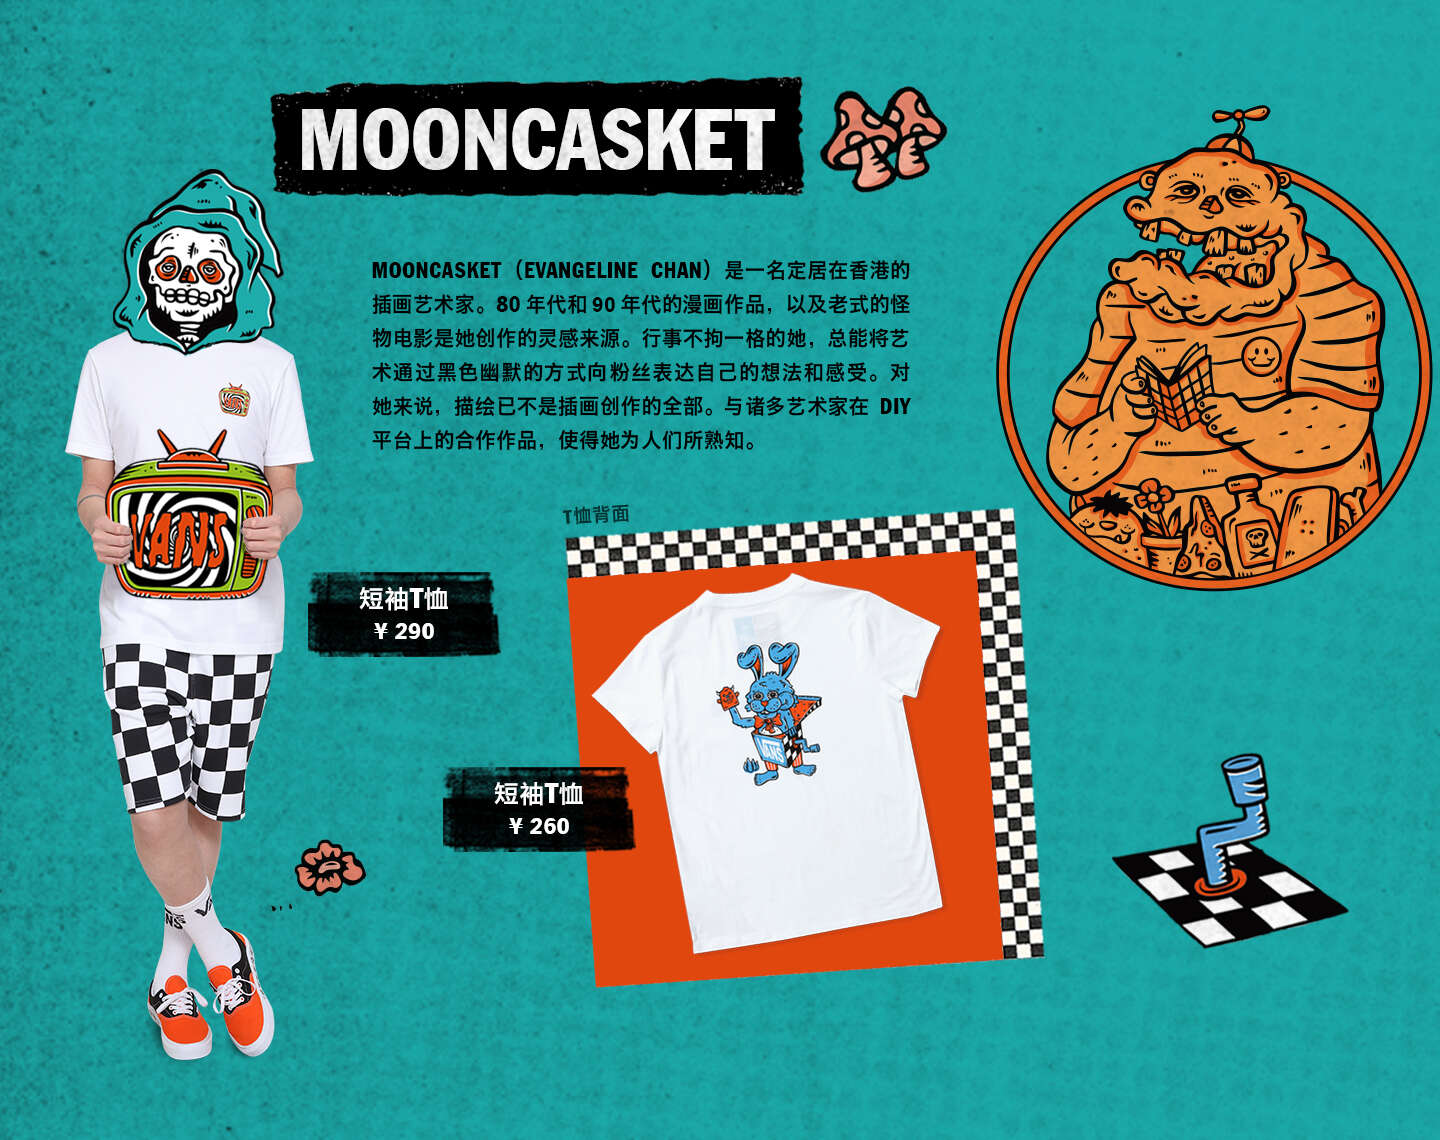 MOONCASKET
MOONCASKET（EVANGELINE CHAN）是一名定居在香港的
插画艺术家。80 年代和 90 年代的漫画作品，以及老式的怪
物电影是她创作的灵感来源。行事不拘一格的她，总能将艺
术通过黑色幽默的方式向粉丝表达自己的想法和感受。对
她来说，描绘已不是插画创作的全部。与诸多艺术家在 DIY
平台上的合作作品，使得她为人们所熟知。
VANS
T恤背面
短袖T恤
¥ 290
VANS
短袖T恤
¥ 260